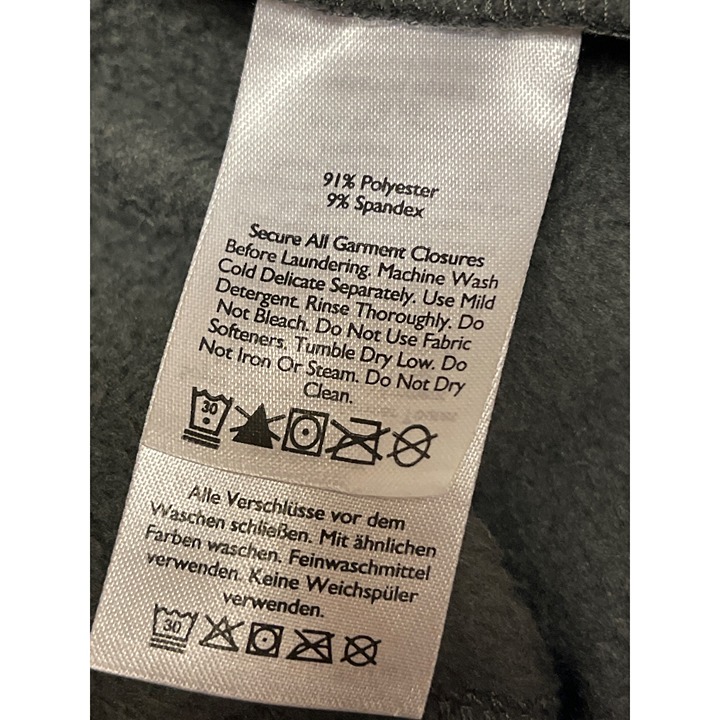 91% Polyester
9% Spandex
Secure All Garment Closures
Before Laundering. Machine Wash
Cold Delicate Separately. Use Mild
Detergent. Rinse Thoroughly. Do
Not Bleach. Do Not Use Fabric
Softeners. Tumble Dry Low. Do
Not Iron Or Steam. Do Not Dry
Clean.
30
Alle Verschlüsse vor dem
Waschen schließen. Mit ähnlichen
Farben waschen. Feinwaschmittel
verwenden. Keine Weichspüler
verwenden.
30